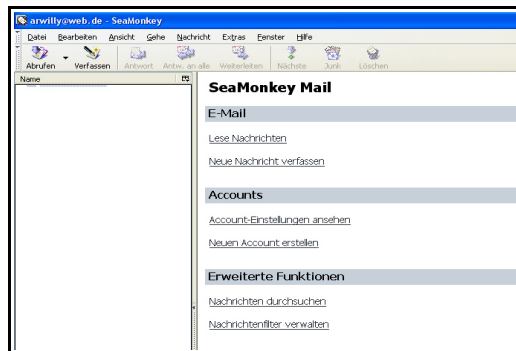 arwilly@web.de - SeaMonkey
Datei Bearbeiten Ansicht Gehe Nachricht Extras Fenster Hilfe
Abrufen Verfassen Antwort Antw. an alle Weiterleiten Nächste Junk Löschen
Name
SeaMonkey Mail
E-Mail
Lese Nachrichten
Neue Nachricht verfassen
Accounts
Account-Einstellungen ansehen
Neuen Account erstellen
Erweiterte Funktionen
Nachrichten durchsuchen
Nachrichtenfilter verwalten